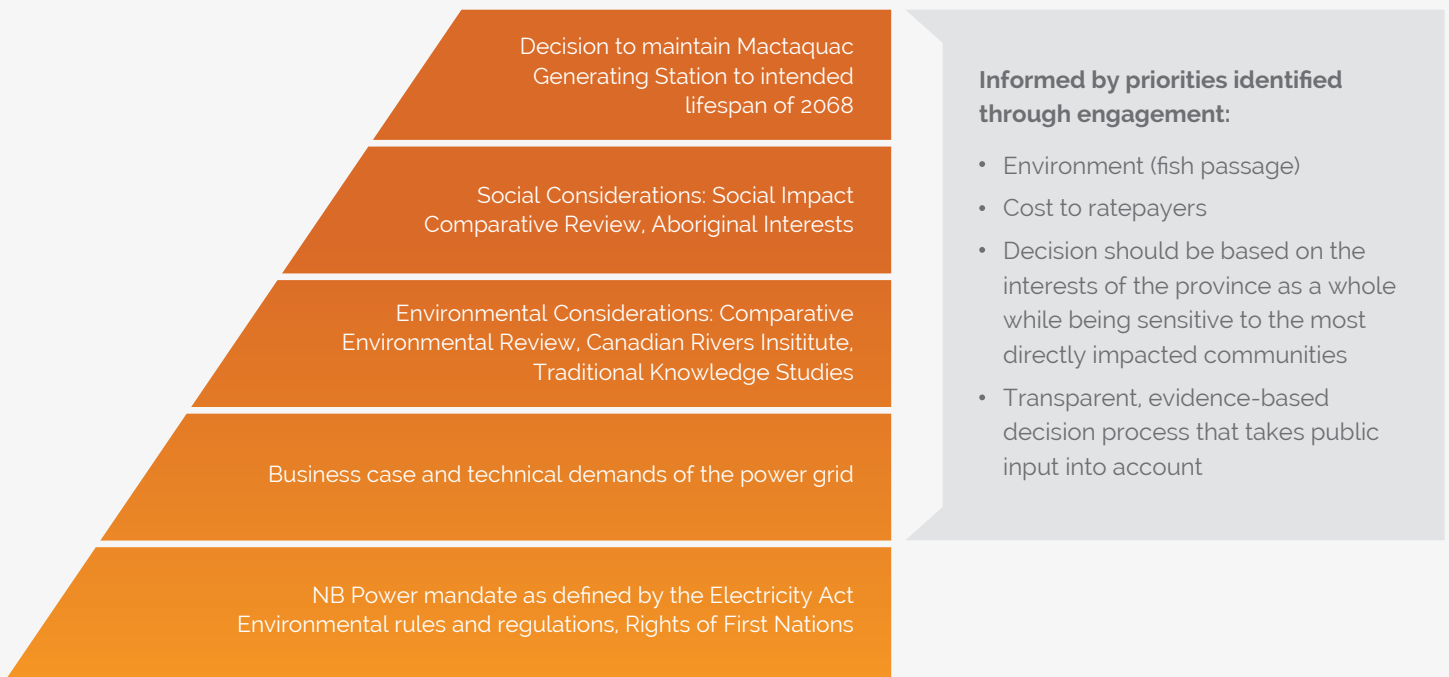 Decision to maintain Mactaquac
Generating Station to intended
lifespan of 2068
Social Considerations: Social Impact
Comparative Review, Aboriginal Interests
Environmental Considerations: Comparative
Environmental Review, Canadian Rivers Insititute,
Traditional Knowledge Studies
Business case and technical demands of the power grid
NB Power mandate as defined by the Electricity Act
Environmental rules and regulations, Rights of First Nations
Informed by priorities identified
through engagement:
• Environment (fish passage)
• Cost to ratepayers
• Decision should be based on the
interests of the province as a whole
while being sensitive to the most
directly impacted communities
• Transparent, evidence-based
decision process that takes public
input into account